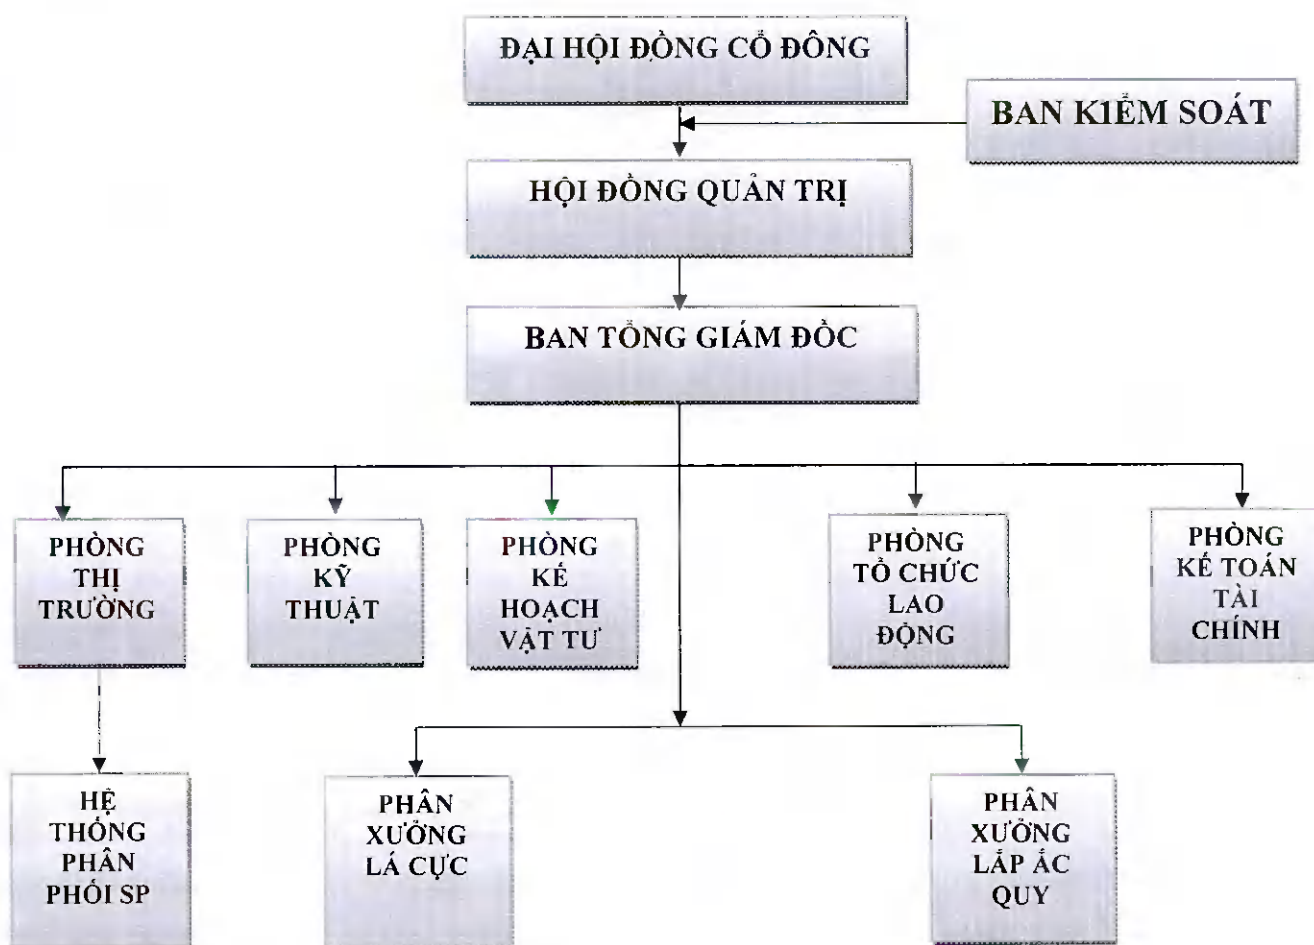 ĐẠI HỘI ĐỒNG CỔ ĐÔNG
BAN KIỂM SOÁT
HỘI ĐỒNG QUẢN TRỊ
BAN TỔNG GIÁM ĐỐC
PHÒNG
THỊ
TRƯỜNG
PHÒNG
KỸ
THUẬT
PHÒNG
KẾ
HOẠCH
VẬT TƯ
PHÒNG
TỔ CHỨC
LAO
ĐỘNG
PHÒNG
KẾ TOÁN
TÀI
CHÍNH
HỆ
THỐNG
PHÂN
PHỐI SP
PHÂN
XƯỞNG
LÁ CỰC
PHÂN
XƯỞNG
LẮP ẮC
QUY